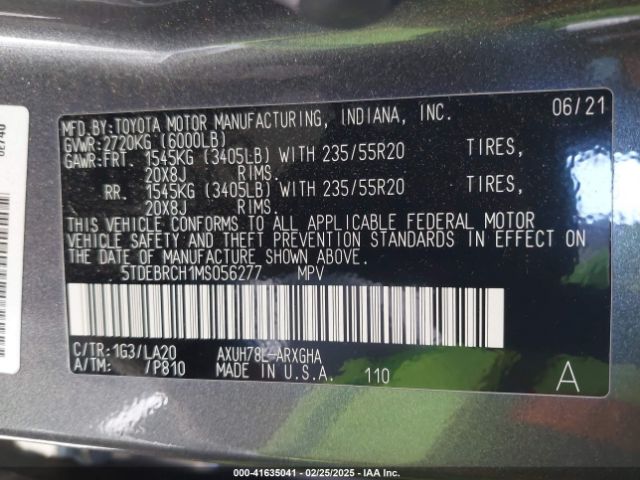 MFD.BY:TOYOTA MOTOR MANUFACTURING, INDIANA, INC. 06/21
GVWR:2720KG (6000LB)
GAWR:FRT. 1545KG (3405LB) WITH 235/55R20 TIRES,
20X8J RIMS.
RR. 1545KG (3405LB) WITH 235/55R20 TIRES,
20X8J RIMS.
THIS VEHICLE CONFORMS TO ALL APPLICABLE FEDERAL MOTOR
VEHICLE SAFETY AND THEFT PREVENTION STANDARDS IN EFFECT ON
THE DATE OF MANUFACTURE SHOWN ABOVE.
5TDEBRCH1MS056277 MPV
C/TR:1G3/LA20 AXUH78L-ARXGHA
A/TM: /P810 MADE IN U.S.A. 110 A
0E740
000-41635041 - 02/25/2025 - IAA Inc.